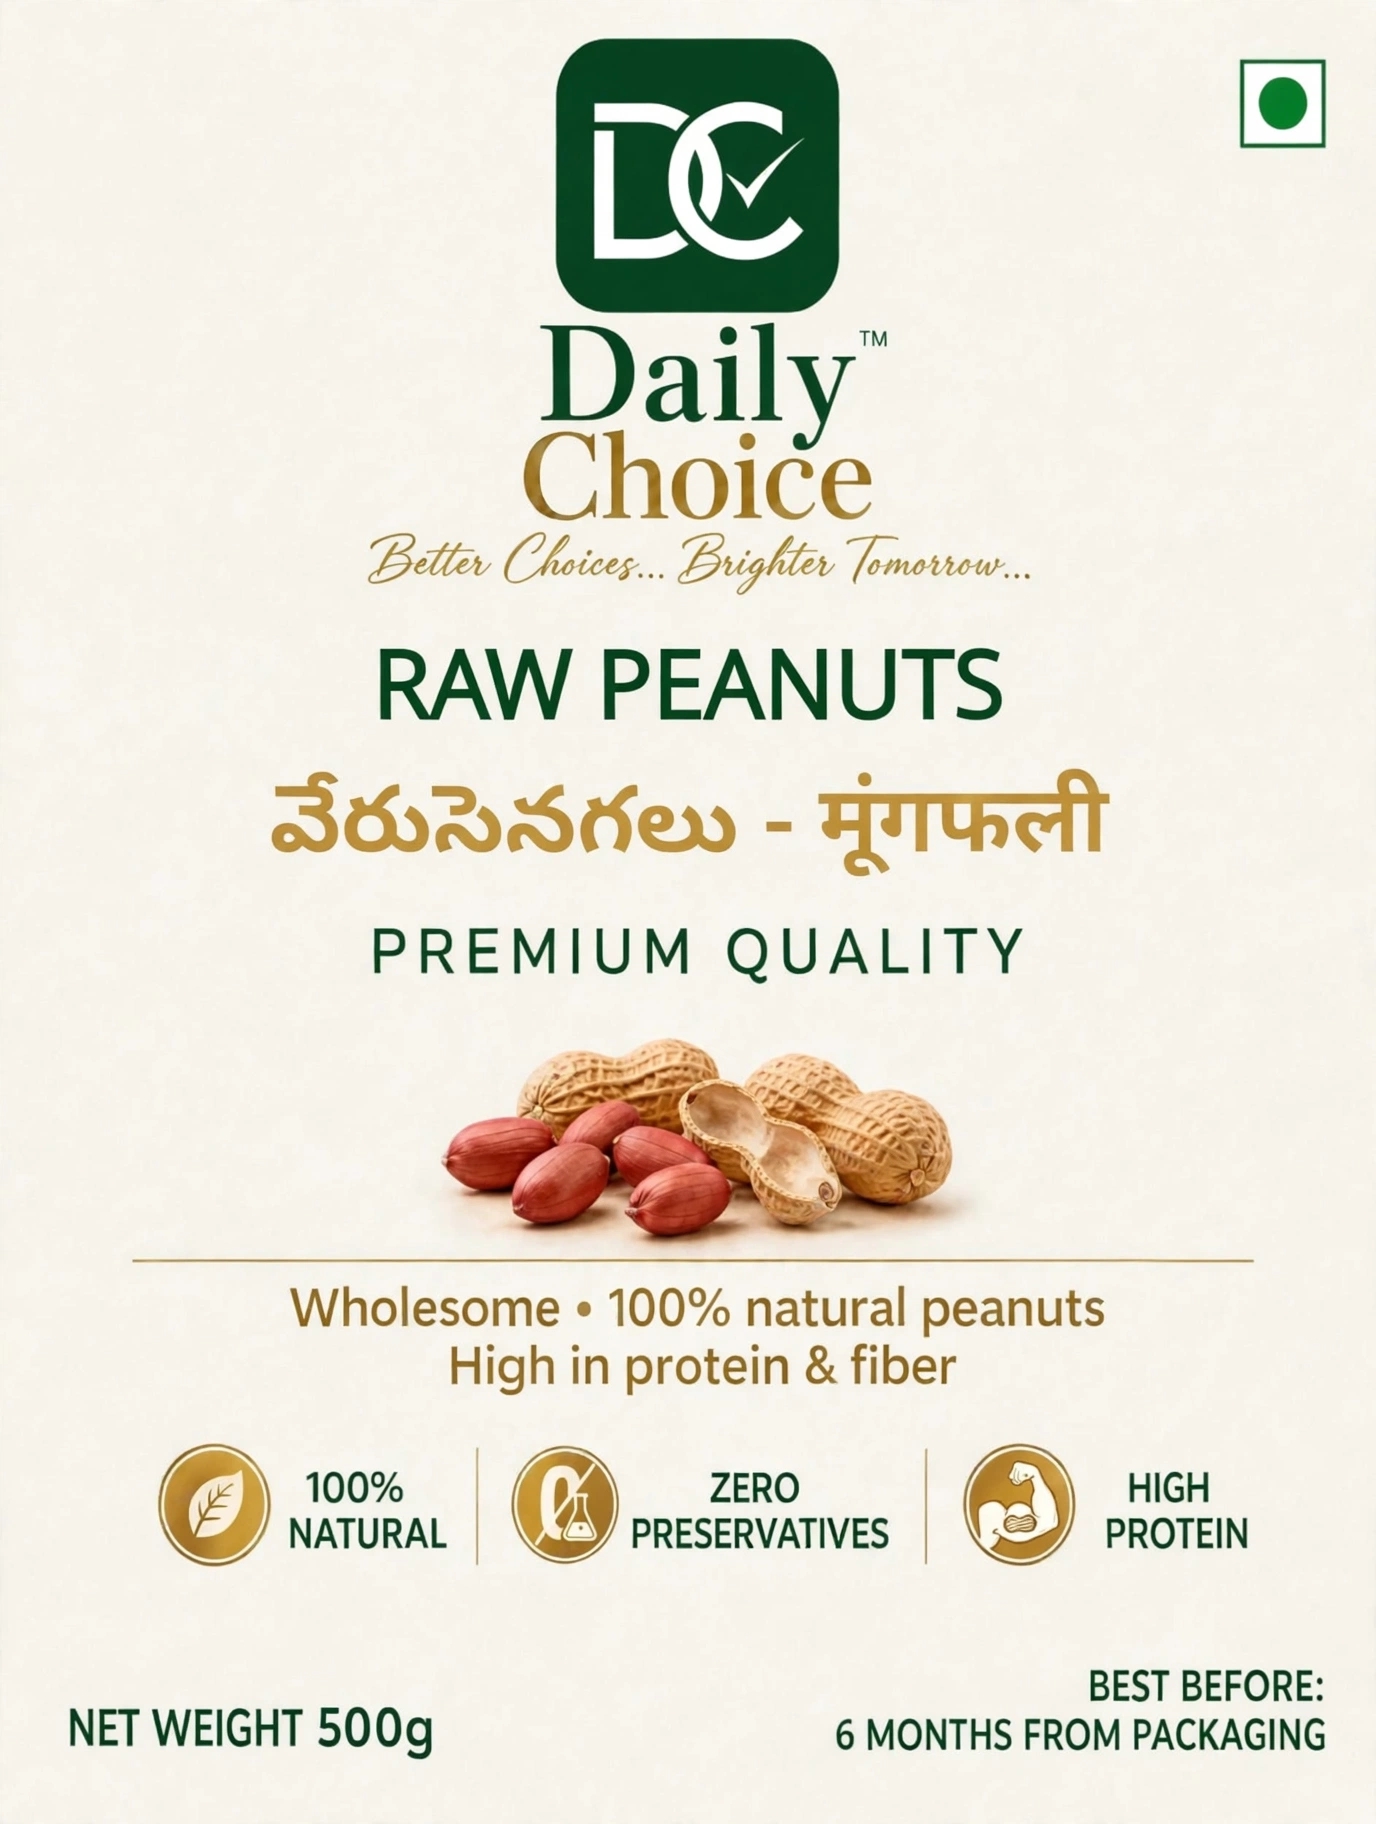 DC
Daily™
Choice
Better Choices... Brighter Tomorrow...
RAW PEANUTS
వేరుసెనగలు - मूंगफली
PREMIUM QUALITY
Wholesome • 100% natural peanuts
High in protein & fiber
100%
NATURAL
ZERO
PRESERVATIVES
HIGH
PROTEIN
NET WEIGHT 500g
BEST BEFORE:
6 MONTHS FROM PACKAGING